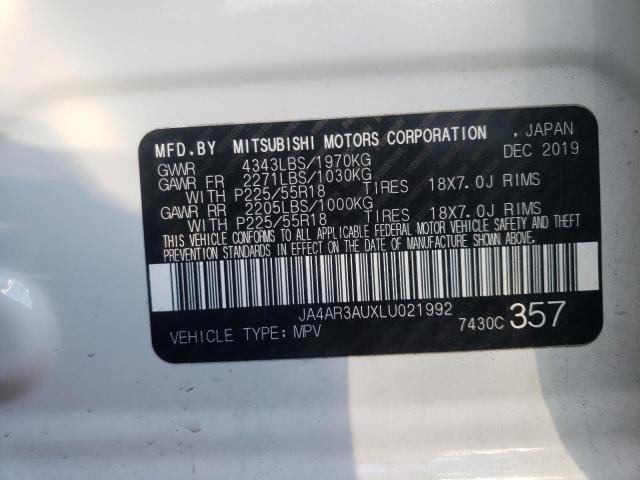 MFD.BY MITSUBISHI MOTORS CORPORATION , JAPAN
GVWR 4343LBS/1970KG DEC 2019
GAWR FR 2271LBS/1030KG
WITH P225/55R18 TIRES 18X7.0J RIMS
GAWR RR 2205LBS/1000KG
WITH P225/55R18 TIRES 18X7.0J RIMS
THIS VEHICLE CONFORMS TO ALL APPLICABLE FEDERAL MOTOR VEHICLE SAFETY AND THEFT
PREVENTION STANDARDS IN EFFECT ON THE DATE OF MANUFACTURE SHOWN ABOVE.
JA4AR3AUXLU021992
VEHICLE TYPE: MPV 7430C 357